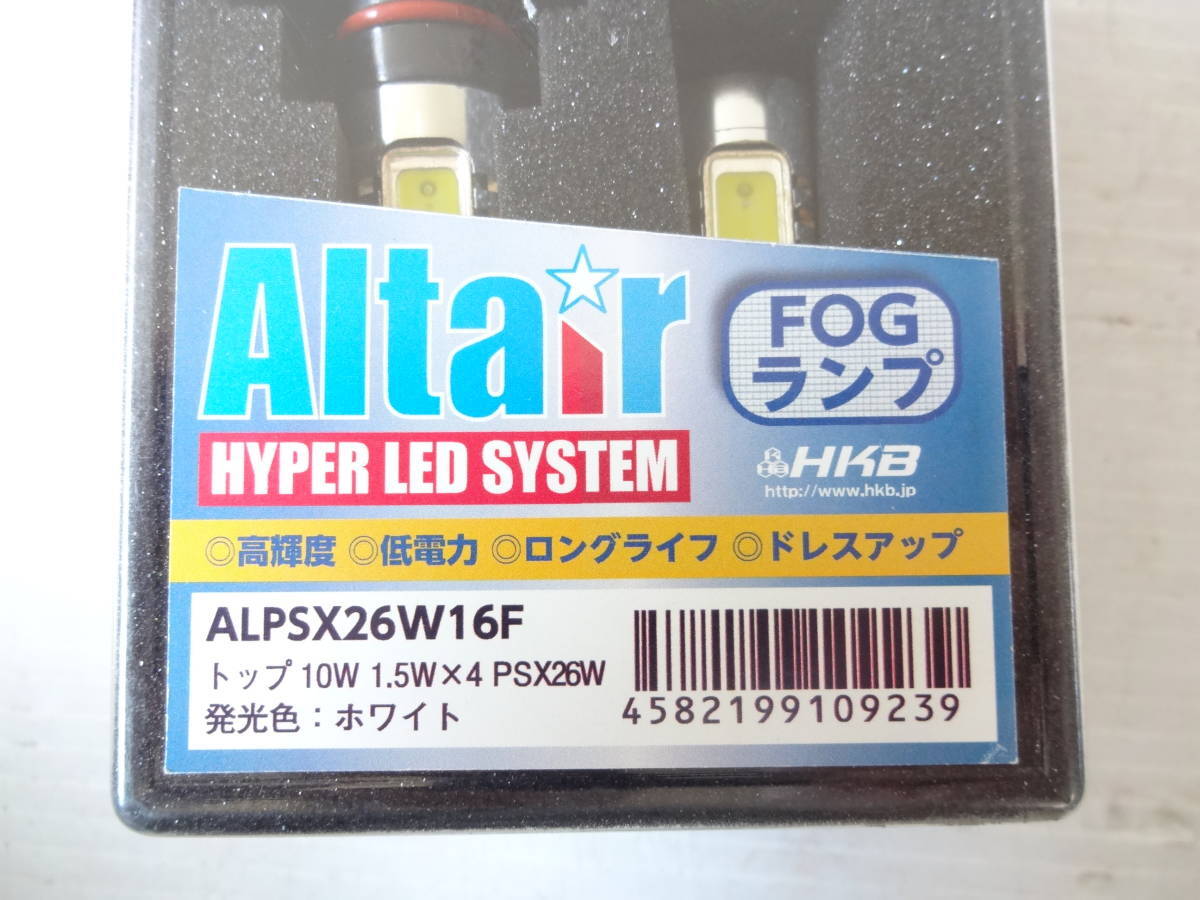 Altair
FOG
ランプ
HYPER LED SYSTEM
HKB
http://www.hkb.jp
◎高輝度 ◎低電力 ◎ロングライフ ◎ドレスアップ
ALPSX26W16F
トップ 10W 1.5W×4 PSX26W
発光色：ホワイト
4582199109239